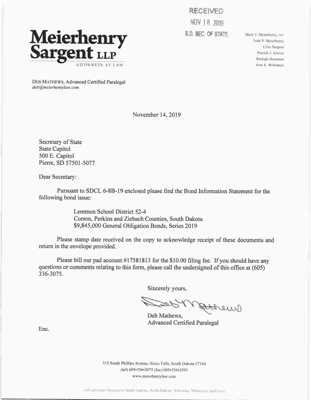 RECEIVED
NOV 18 2019
S.D. SEC. OF STATE
Meierhenry
Sargent LLP
ATTORNEYS AT LAW
Mark V. Meierhenry,
Todd V. Meierhenry
Clint Sargent
Patrick J. Glover
Raleigh Hansman
DEB MATHEWS, Advanced Certified Paralegal
deb@meierhenrylaw.com
November 14, 2019
Secretary of State
State Capitol
500 E. Capitol
Pierre, SD 57501-5077
Dear Secretary:
Pursuant to SDCL 6-8B-19 enclosed please find the Bond Information Statement for
the following bond issue:
Lemmon School District 52-4
Corson, Perkins and Ziebach Counties, South Dakota
$9,845,000 General Obligation Bonds, Series 2019
Please stamp date received on the copy to acknowledge receipt of these documents and
return in the envelope provided.
Please bill our pad account #17581813 for the $10.00 filing fee. If you should have any
questions or comments relating to this form, please call the undersigned of this office at (605)
336-3075.
Sincerely yours,
Deb Mathews
Deb Mathews,
Advanced Certified Paralegal
Enc.
315 South Phillips Avenue, Sioux Falls, South Dakota 57104
(tel) 605•336•3075 (fax) 605•336•2593
www.meierhenrylaw.com
with attorneys licensed in South Dakota, North Dakota, Nebraska, Minnesota, and Iowa